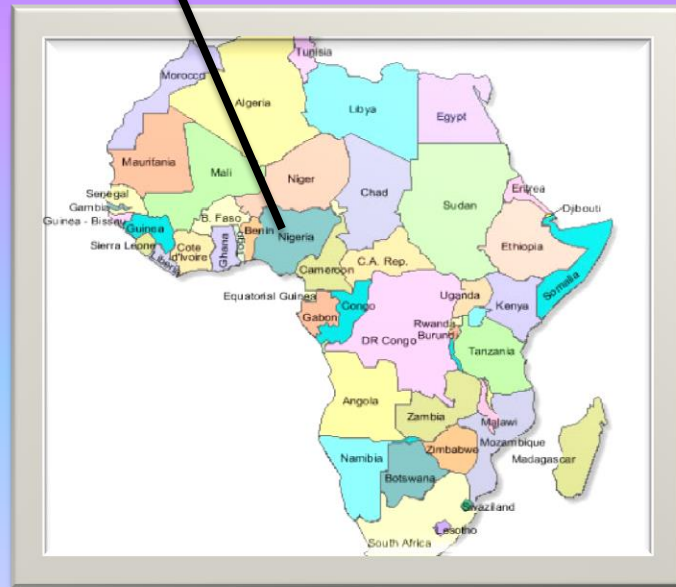 Tunisia
Morocco
Algeria
Libya
Egypt
Mauritania
Mali
Niger
Chad
Sudan
Eritrea
Djibouti
Senegal
Gambia
Guinea - Bissau
Guinea
Sierra Leone
Liberia
Cote
d'Ivoire
B. Faso
Ghana
Togo
Benin
Nigeria
Cameroon
C.A. Rep.
Ethiopia
Somalia
Equatorial Guinea
Gabon
Congo
DR Congo
Uganda
Rwanda
Burundi
Kenya
Tanzania
Angola
Zambia
Malawi
Mozambique
Madagascar
Zimbabwe
Namibia
Botswana
Swaziland
Lesotho
South Africa